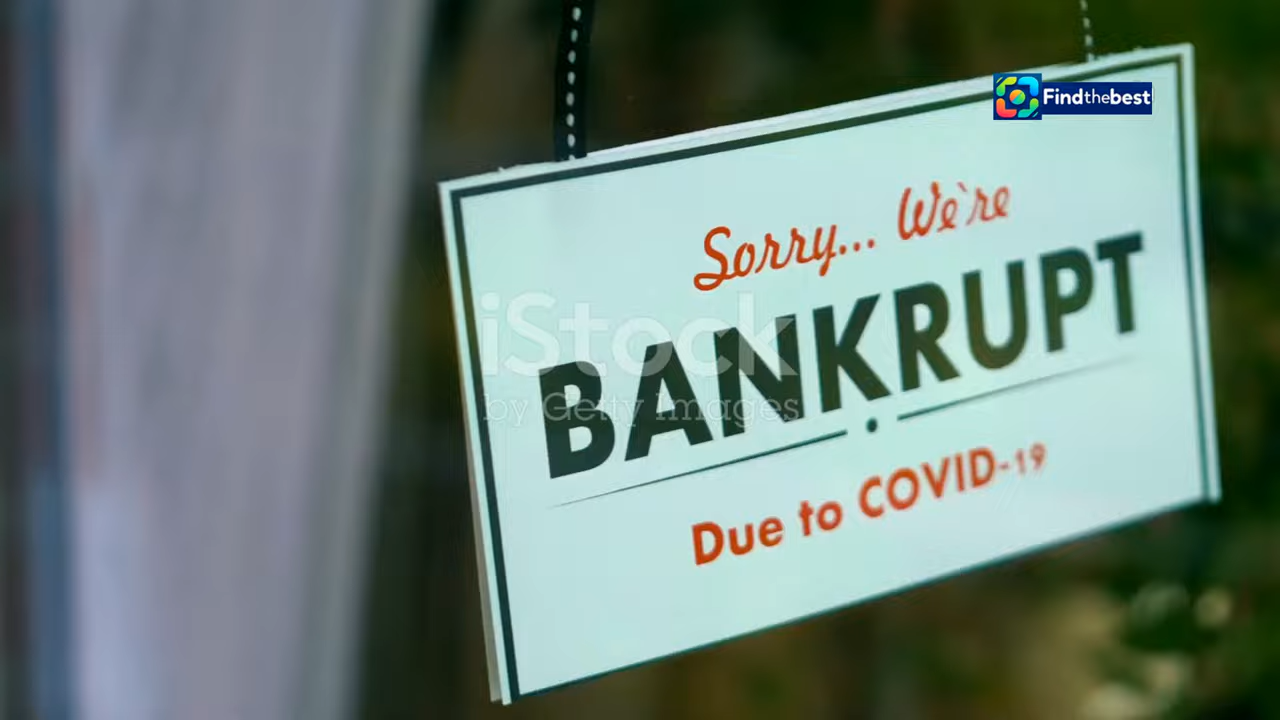 Findthebest
Sorry... We`re
BANKRUPT
iStock
by Getty Images
Due to COVID-19